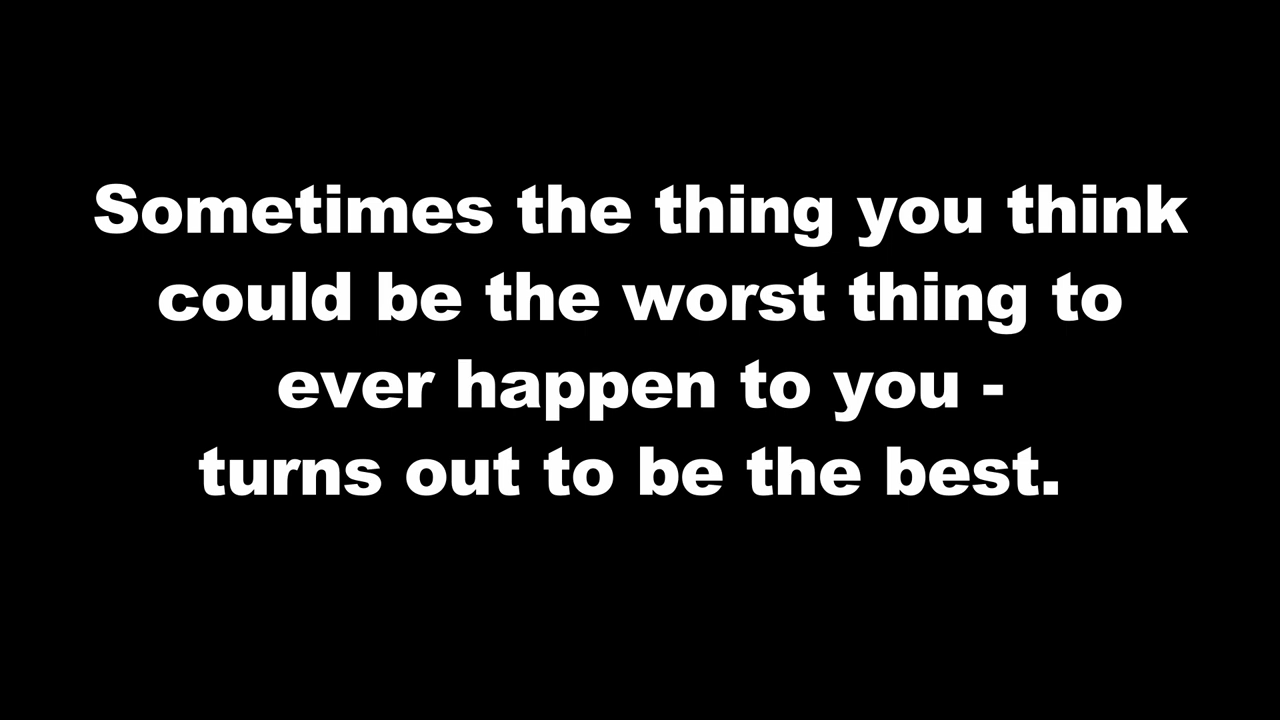 Sometimes the thing you think
could be the worst thing to
ever happen to you -
turns out to be the best.